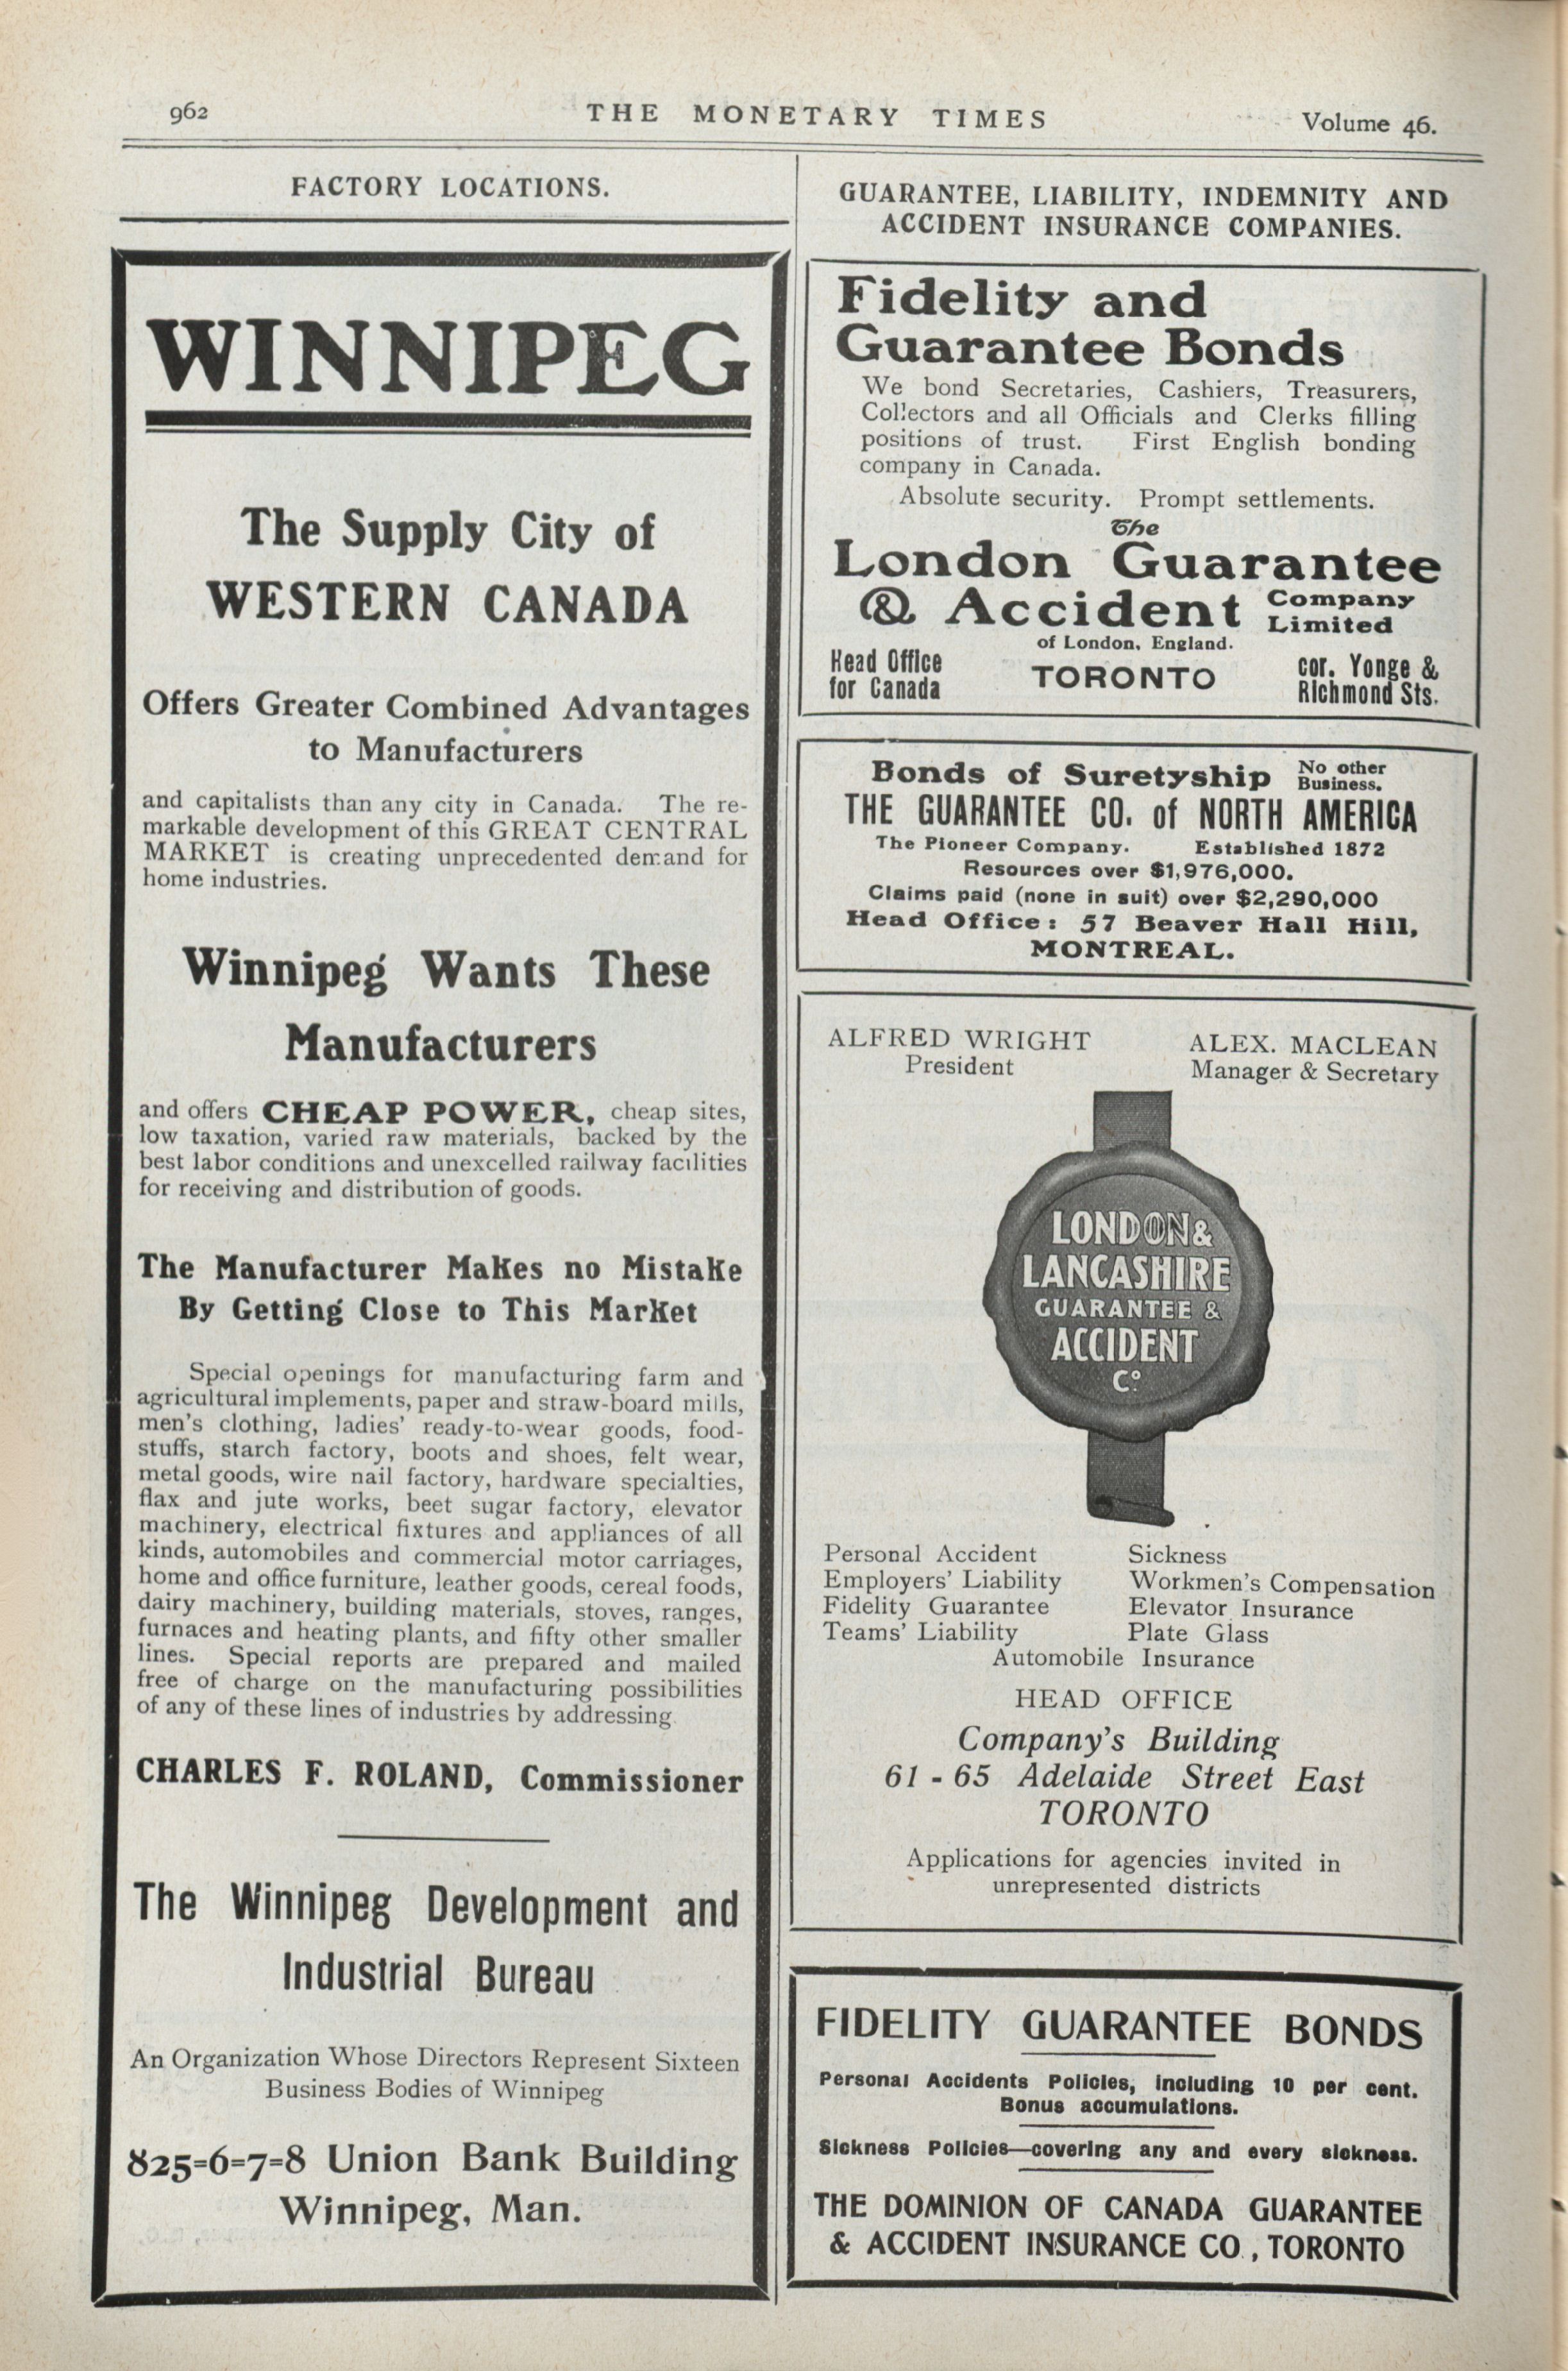 962
THE MONETARY TIMES
Volume 46.
FACTORY LOCATIONS.
WINNIPEG
The Supply City of
WESTERN CANADA
Offers Greater Combined Advantages
to Manufacturers
and capitalists than any city in Canada. The re-
markable development of this GREAT CENTRAL
MARKET is creating unprecedented demand for
home industries.
Winnipeg Wants These
Manufacturers
and offers CHEAP POWER, cheap sites,
low taxation, varied raw materials, backed by the
best labor conditions and unexcelled railway facilities
for receiving and distribution of goods.
The Manufacturer Makes no Mistake
By Getting Close to This Market
Special openings for manufacturing farm and
agricultural implements, paper and straw-board mills,
men's clothing, ladies' ready-to-wear goods, food-
stuffs, starch factory, boots and shoes, felt wear,
metal goods, wire nail factory, hardware specialties,
flax and jute works, beet sugar factory, elevator
machinery, electrical fixtures and appliances of all
kinds, automobiles and commercial motor carriages,
home and office furniture, leather goods, cereal foods,
dairy machinery, building materials, stoves, ranges,
furnaces and heating plants, and fifty other smaller
lines. Special reports are prepared and mailed
free of charge on the manufacturing possibilities
of any of these lines of industries by addressing
CHARLES F. ROLAND, Commissioner
The Winnipeg Development and
Industrial Bureau
An Organization Whose Directors Represent Sixteen
Business Bodies of Winnipeg
825=6=7=8 Union Bank Building
Winnipeg, Man.
GUARANTEE, LIABILITY, INDEMNITY AND
ACCIDENT INSURANCE COMPANIES.
Fidelity and
Guarantee Bonds
We bond Secretaries, Cashiers, Treasurers,
Collectors and all Officials and Clerks filling
positions of trust. First English bonding
company in Canada.
Absolute security. Prompt settlements.
The
London Guarantee
& Accident Company Limited
of London, England.
Head Office for Canada TORONTO cor. Yonge & Richmond Sts.
Bonds of Suretyship No other Business.
THE GUARANTEE CO. of NORTH AMERICA
The Pioneer Company. Established 1872
Resources over $1,976,000.
Claims paid (none in suit) over $2,290,000
Head Office: 57 Beaver Hall Hill,
MONTREAL.
ALFRED WRIGHT
President
ALEX. MACLEAN
Manager & Secretary
LONDON &
LANCASHIRE
GUARANTEE &
ACCIDENT
Co.
Personal Accident Sickness
Employers' Liability Workmen's Compensation
Fidelity Guarantee Elevator Insurance
Teams' Liability Plate Glass
Automobile Insurance
HEAD OFFICE
Company's Building
61 - 65 Adelaide Street East
TORONTO
Applications for agencies invited in
unrepresented districts
FIDELITY GUARANTEE BONDS
Personal Accidents Policies, including 10 per cent.
Bonus accumulations.
Sickness Policies—covering any and every sickness.
THE DOMINION OF CANADA GUARANTEE
& ACCIDENT INSURANCE CO., TORONTO